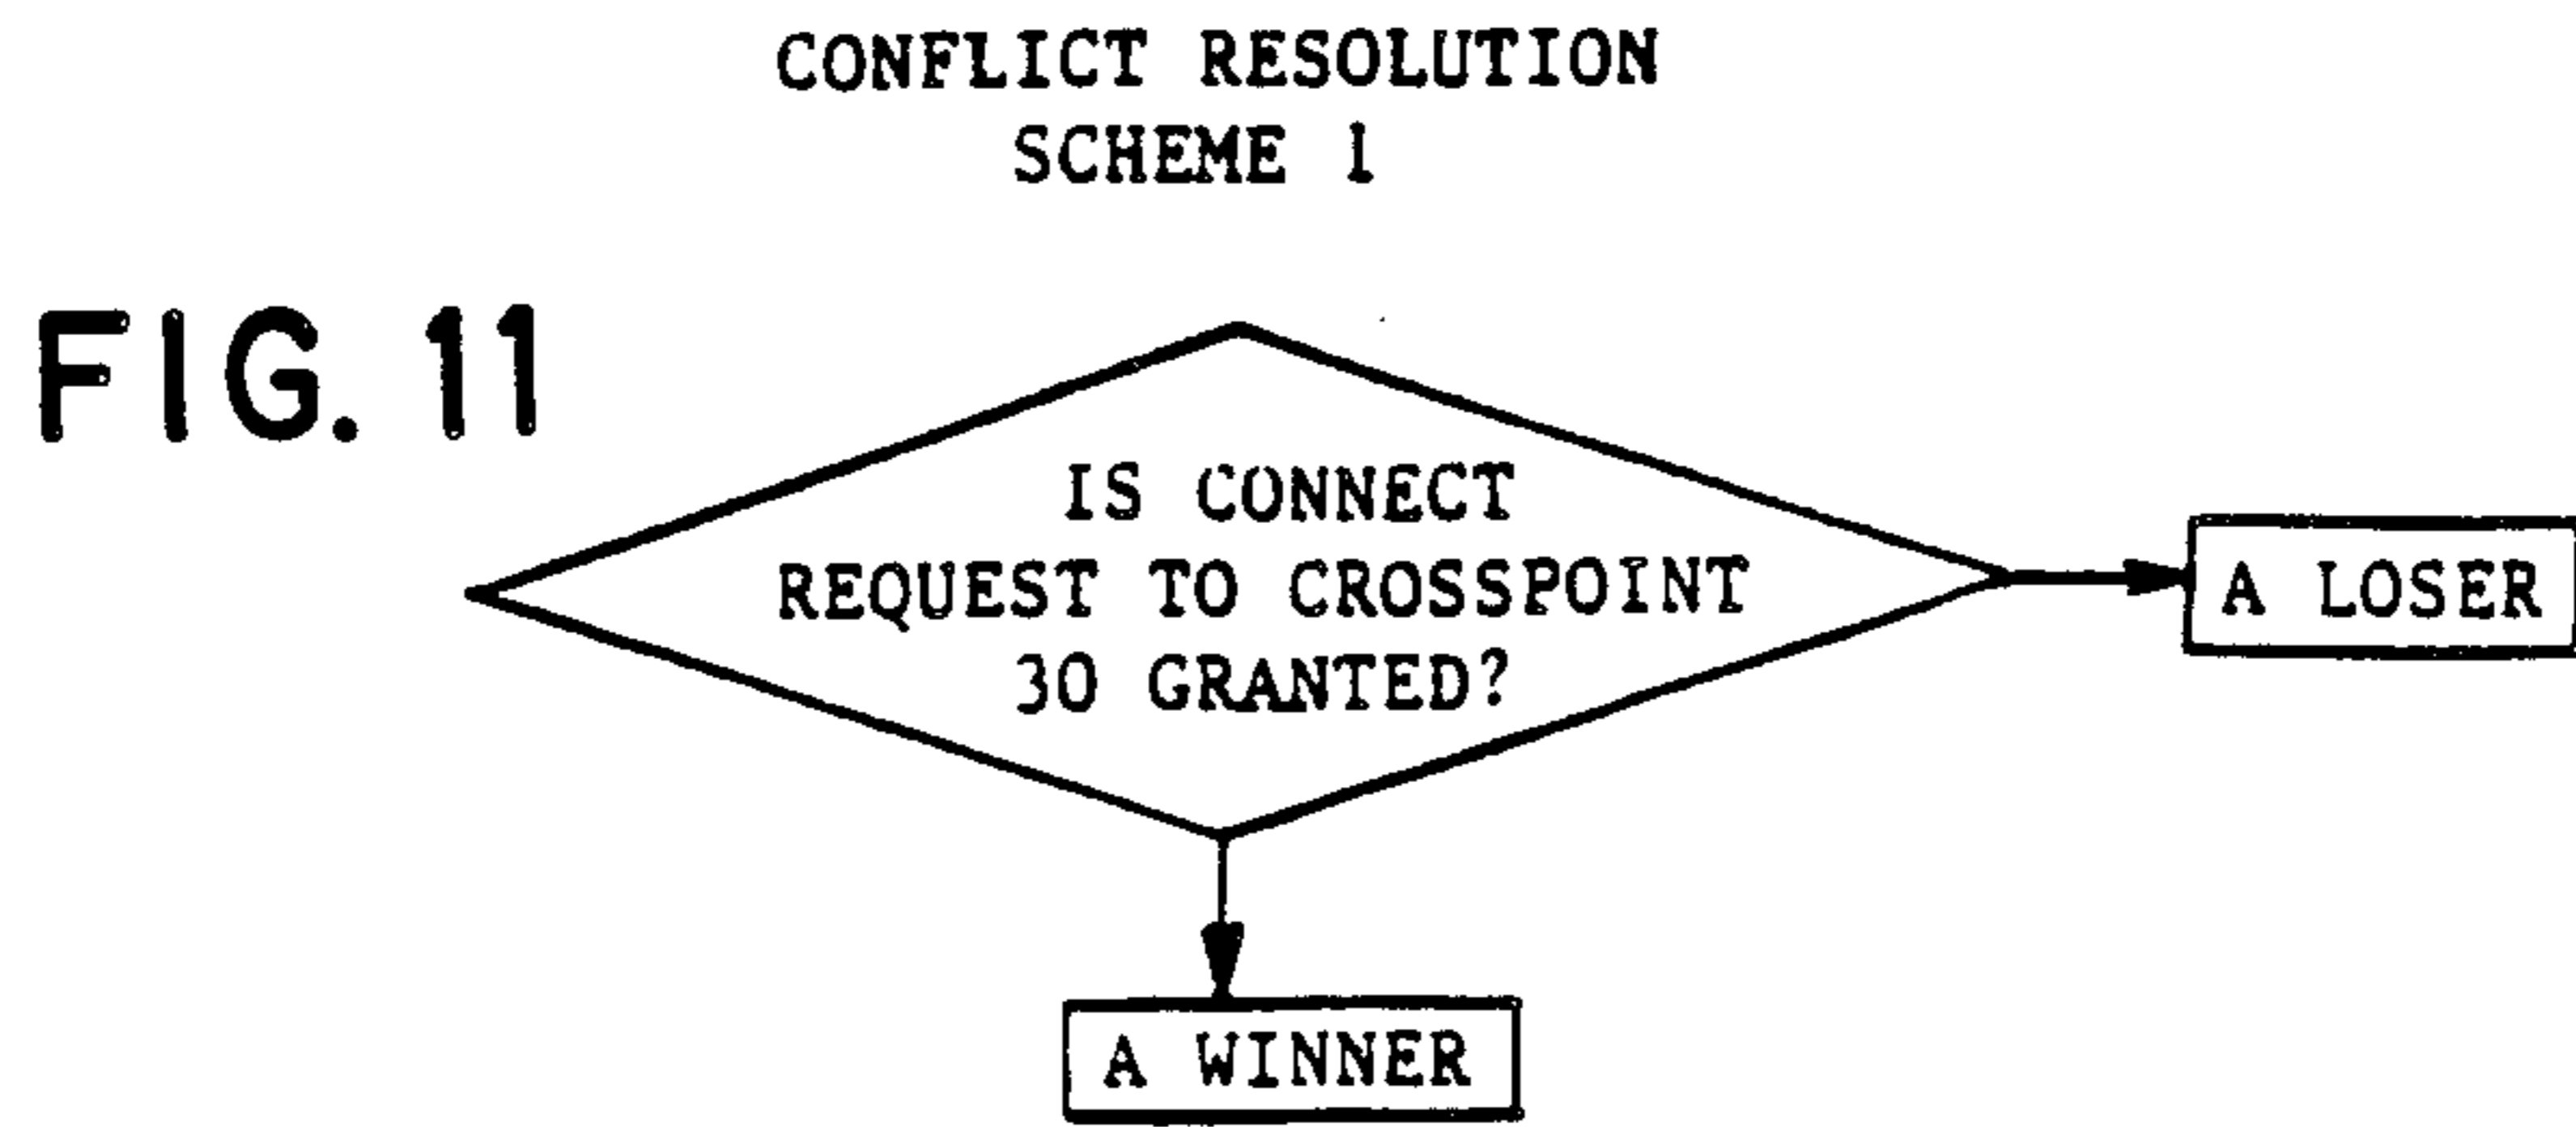 CONFLICT RESOLUTION
SCHEME 1
FIG. 11
IS CONNECT
REQUEST TO CROSSPOINT
30 GRANTED?
A LOSER
A WINNER